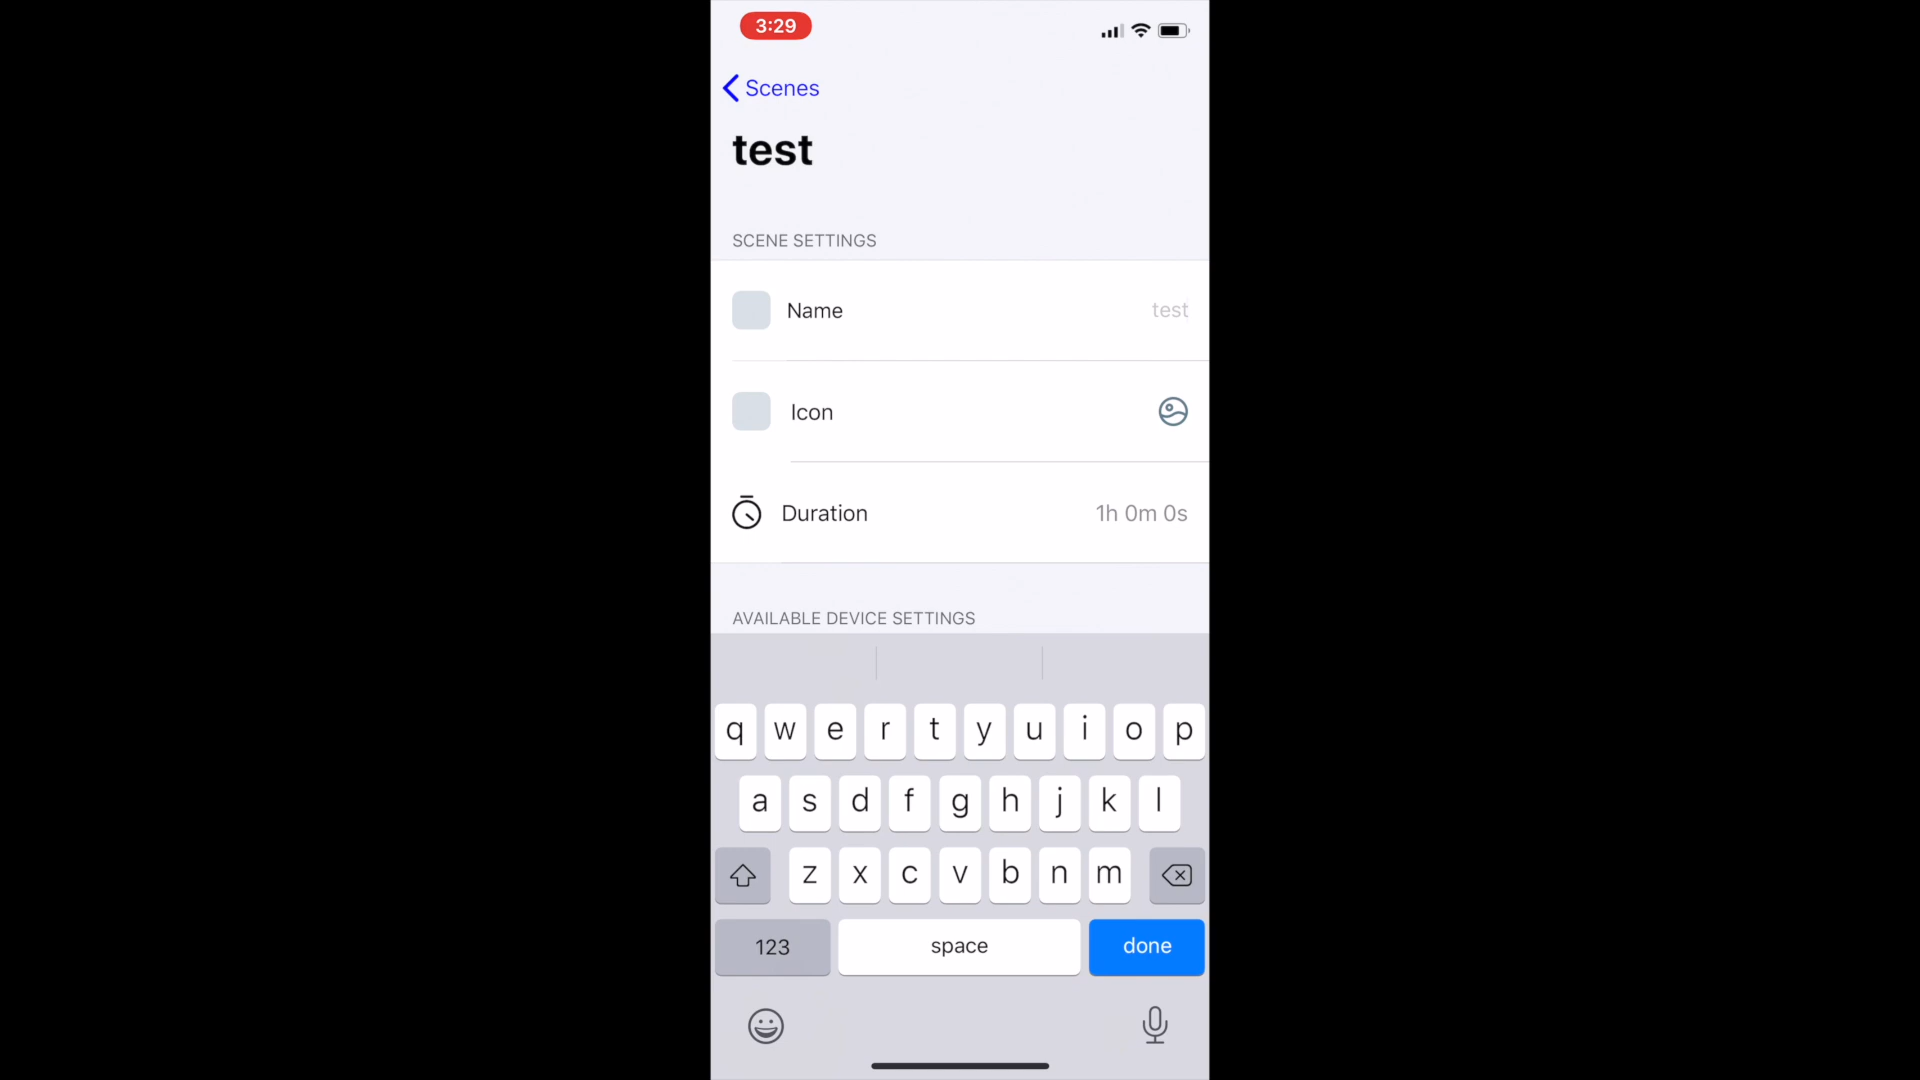 3:29
Scenes
test
SCENE SETTINGS
Name test
Icon
Duration 1h 0m 0s
AVAILABLE DEVICE SETTINGS
q w e r t y u i o p
a s d f g h j k l
z x c v b n m
123 space done